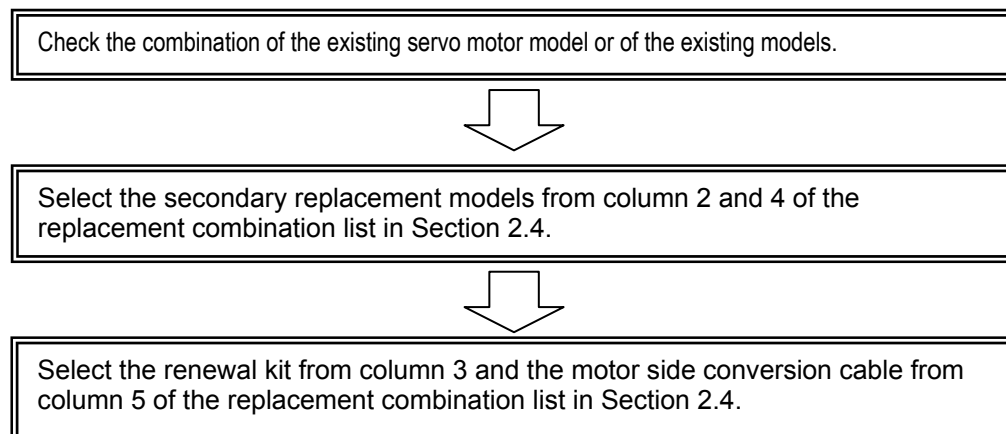 Check the combination of the existing servo motor model or of the existing models.
Select the secondary replacement models from column 2 and 4 of the
replacement combination list in Section 2.4.
Select the renewal kit from column 3 and the motor side conversion cable from
column 5 of the replacement combination list in Section 2.4.